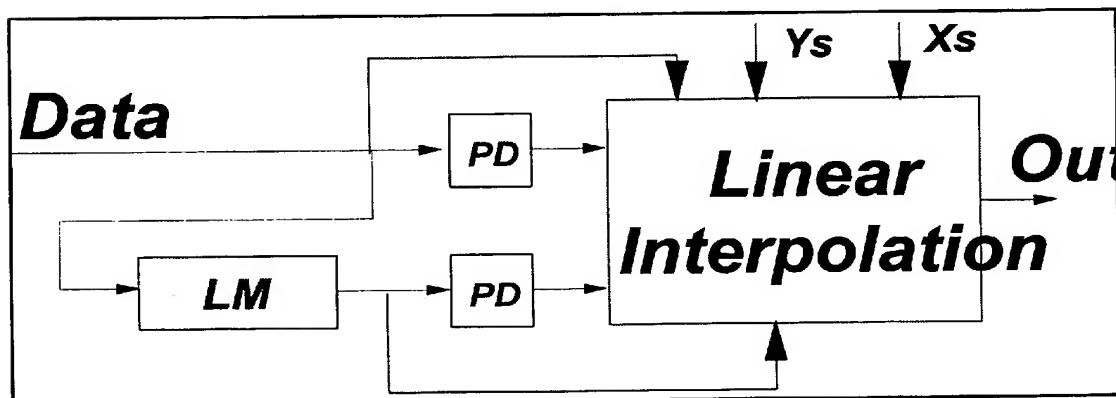 Ys
Xs
Data
PD
Linear
Interpolation
Out
LM
PD